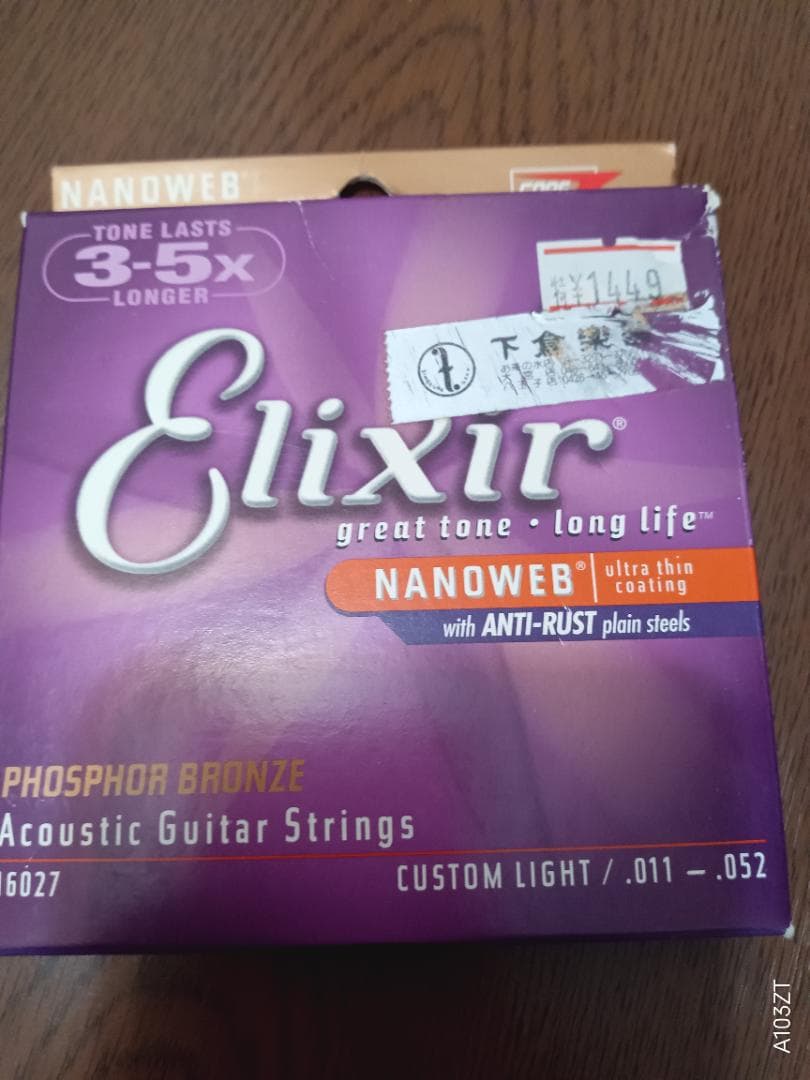 NANOWEB
TONE LASTS
3-5x
LONGER
¥1449
下倉楽
Elixir®
great tone • long life™
NANOWEB® ultra thin
coating
with ANTI-RUST plain steels
PHOSPHOR BRONZE
Acoustic Guitar Strings
16027
CUSTOM LIGHT / .011 – .052
A103ZT